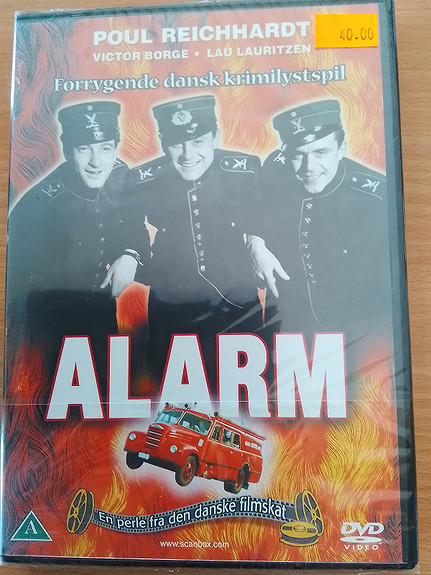 POUL REICHHARDT
40.00
VICTOR BORGE • LAU LAURITZEN
Forrygende dansk krimilystspil
ALARM
En perle fra den danske filmskat
A
www.scanbox.com
DVD
VIDEO